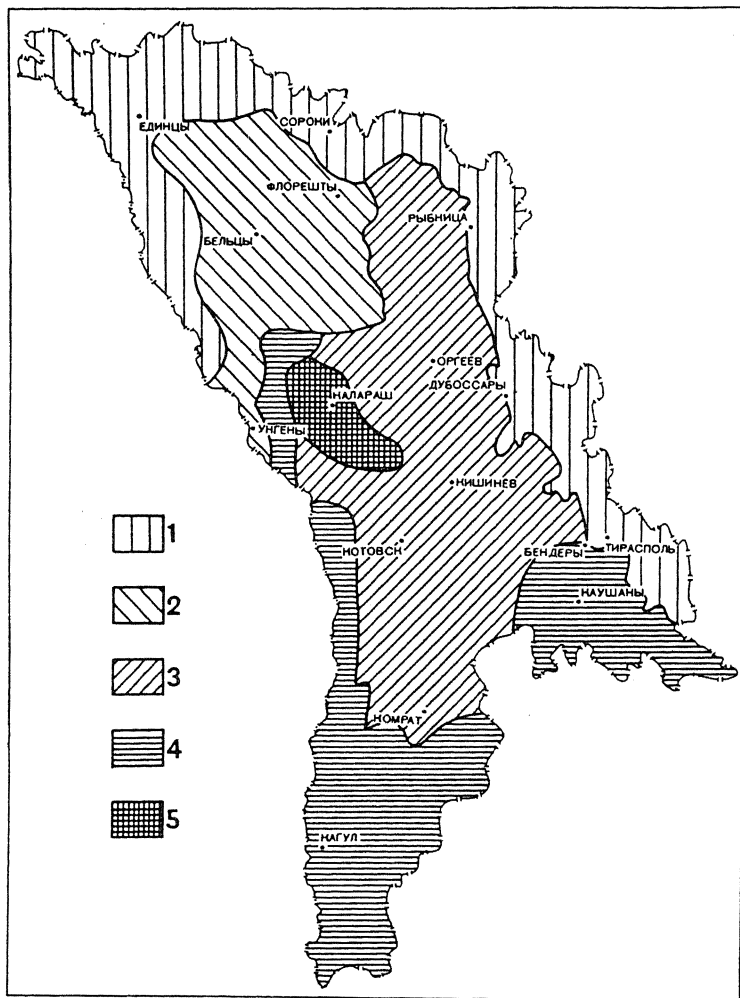 ЕДИНЦЫ
СОРОКИ
ФЛОРЕШТЫ
РЫБНИЦА
БЕЛЬЦЫ
ОРГЕЕВ
ДУБОССАРЫ
КАЛАРАШ
УНГЕНЫ
КИШИНЁВ
КОТОВСК
БЕНДЕРЫ
ТИРАСПОЛЬ
КАУШАНЫ
КОМРАТ
КАГУЛ
1
2
3
4
5